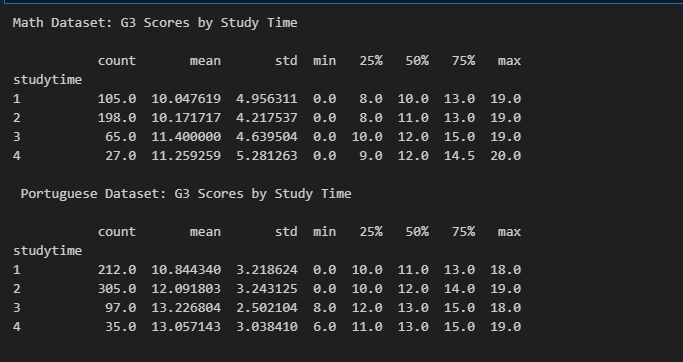 Math Dataset: G3 Scores by Study Time
count mean std min 25% 50% 75% max
studytime
1 105.0 10.047619 4.956311 0.0 8.0 10.0 13.0 19.0
2 198.0 10.171717 4.217537 0.0 8.0 11.0 13.0 19.0
3 65.0 11.400000 4.639504 0.0 10.0 12.0 15.0 19.0
4 27.0 11.259259 5.281263 0.0 9.0 12.0 14.5 20.0
Portuguese Dataset: G3 Scores by Study Time
count mean std min 25% 50% 75% max
studytime
1 212.0 10.844340 3.218624 0.0 10.0 11.0 13.0 18.0
2 305.0 12.091803 3.243125 0.0 10.0 12.0 14.0 19.0
3 97.0 13.226804 2.502104 8.0 12.0 13.0 15.0 18.0
4 35.0 13.057143 3.038410 6.0 11.0 13.0 15.0 19.0